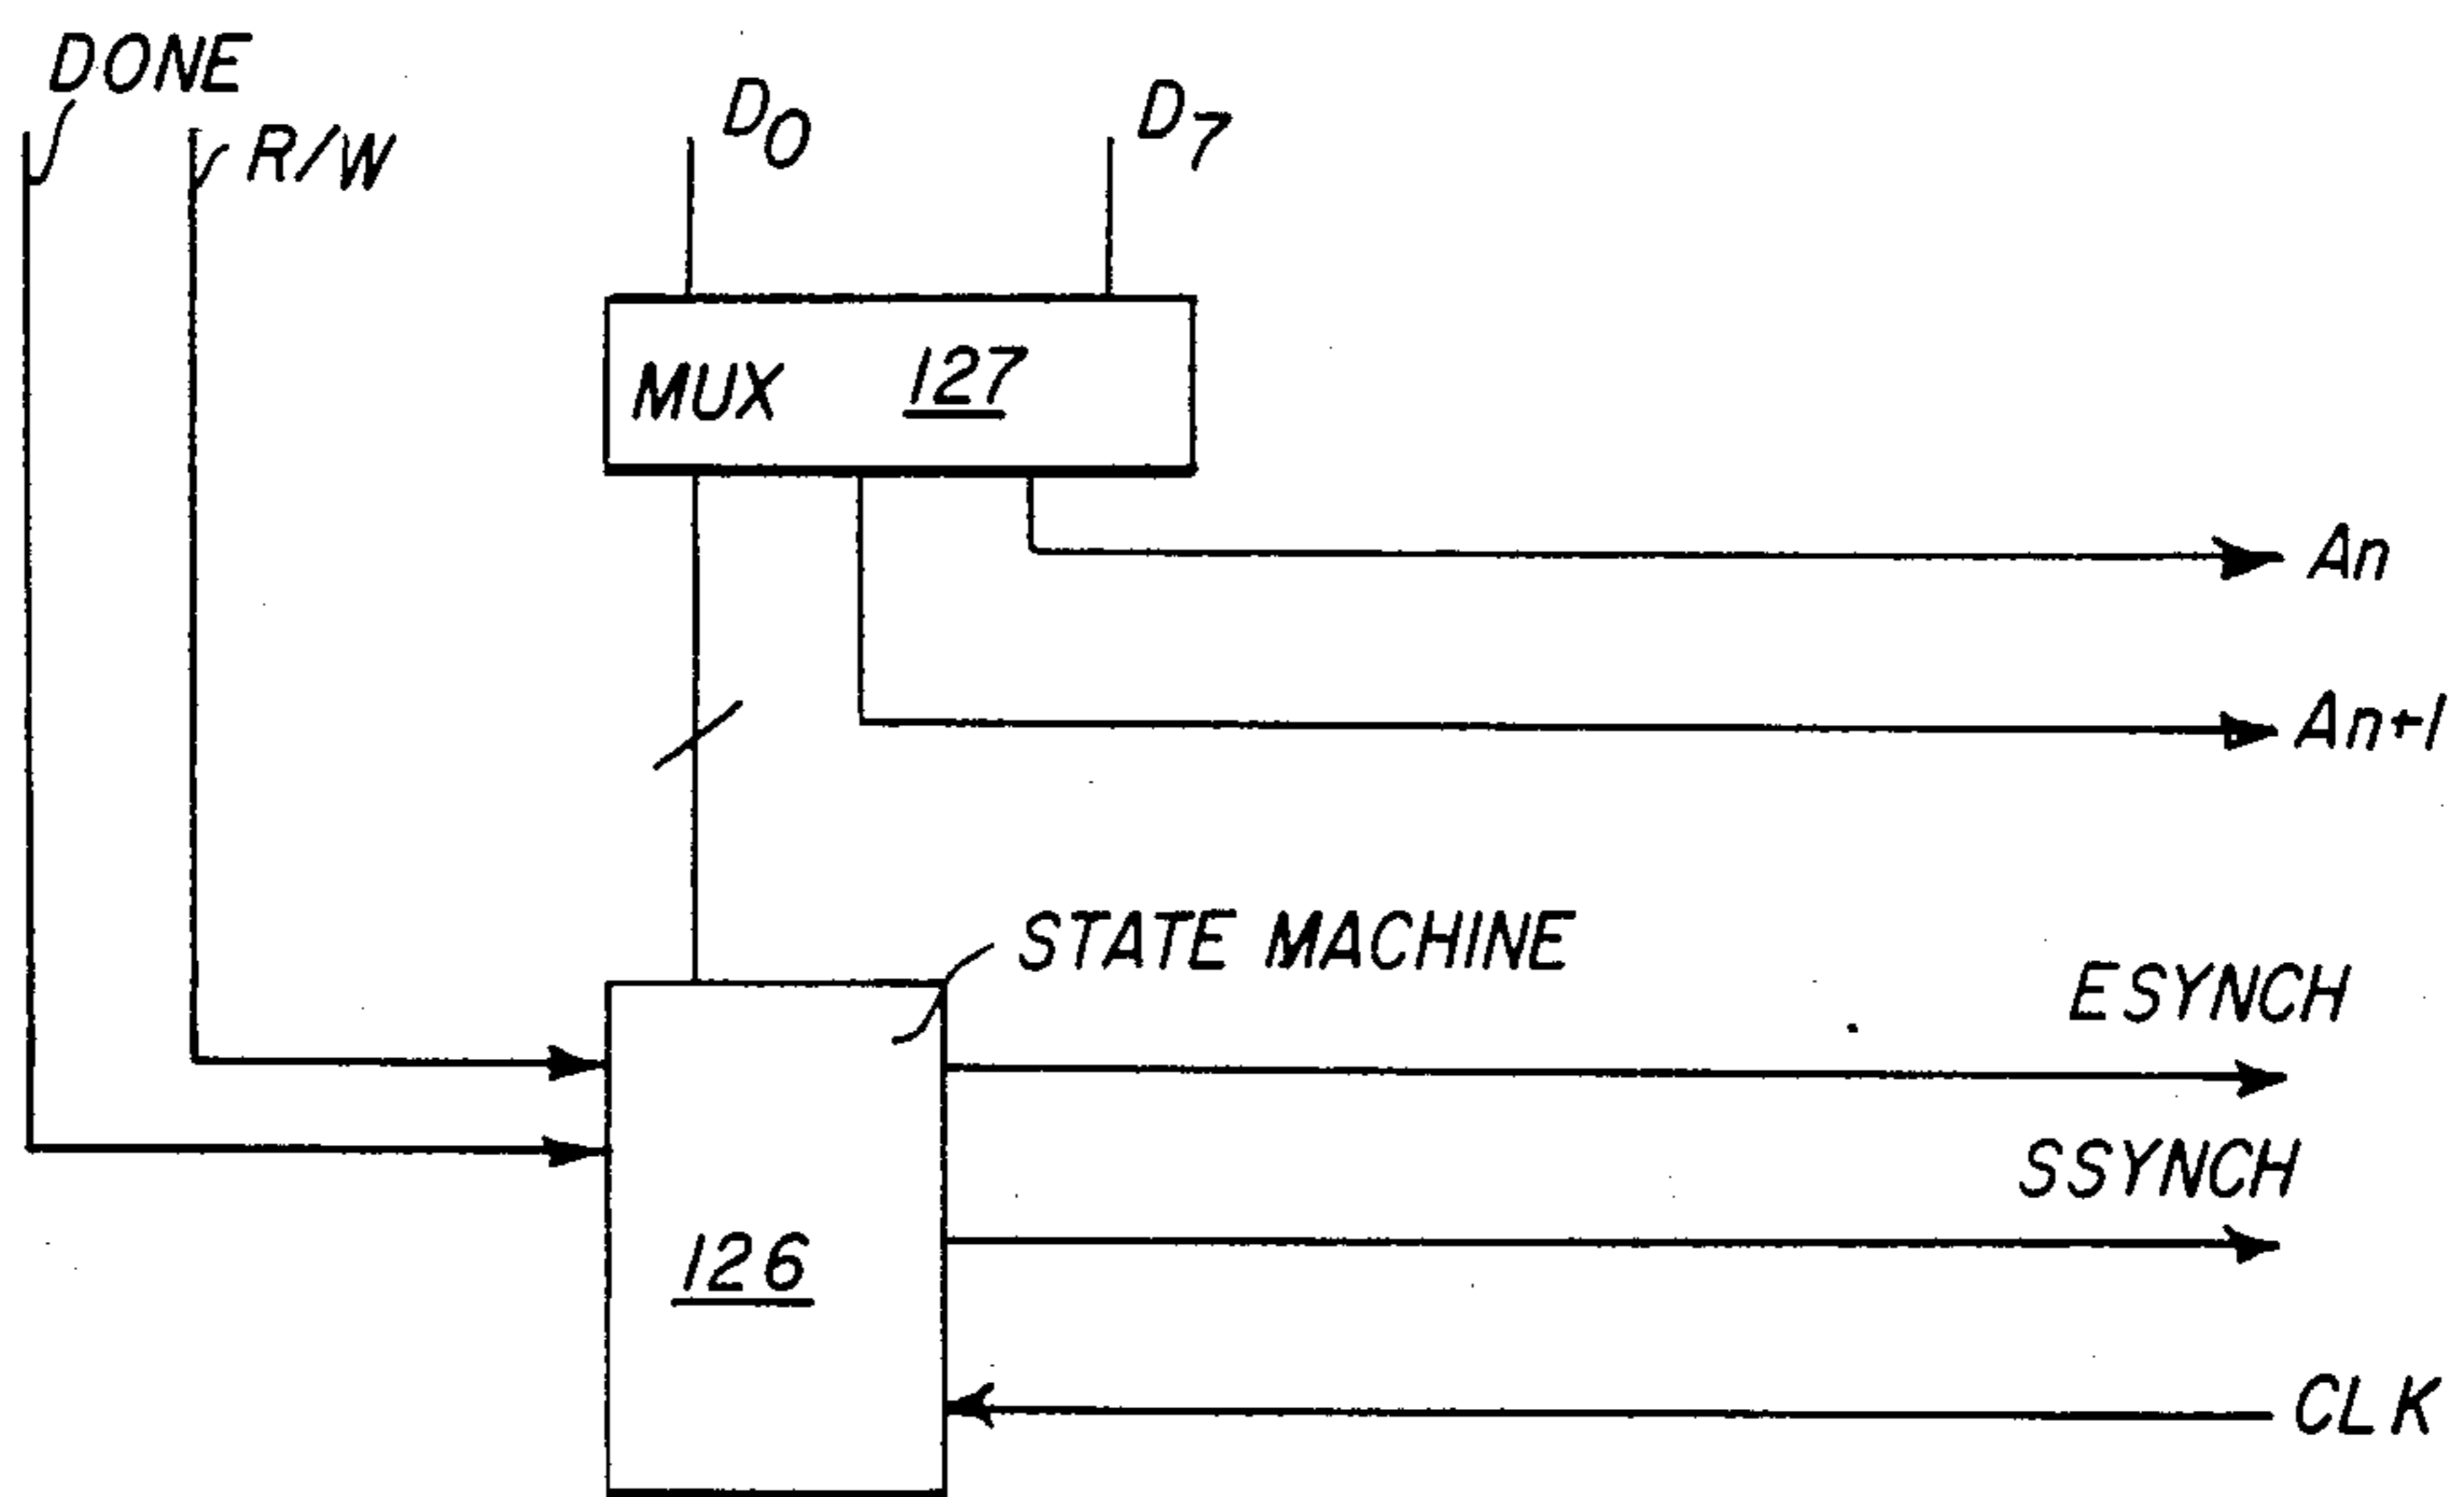 DONE
R/W
D0
D7
MUX 127
An
An+1
STATE MACHINE
ESYNCH
SSYNCH
126
CLK